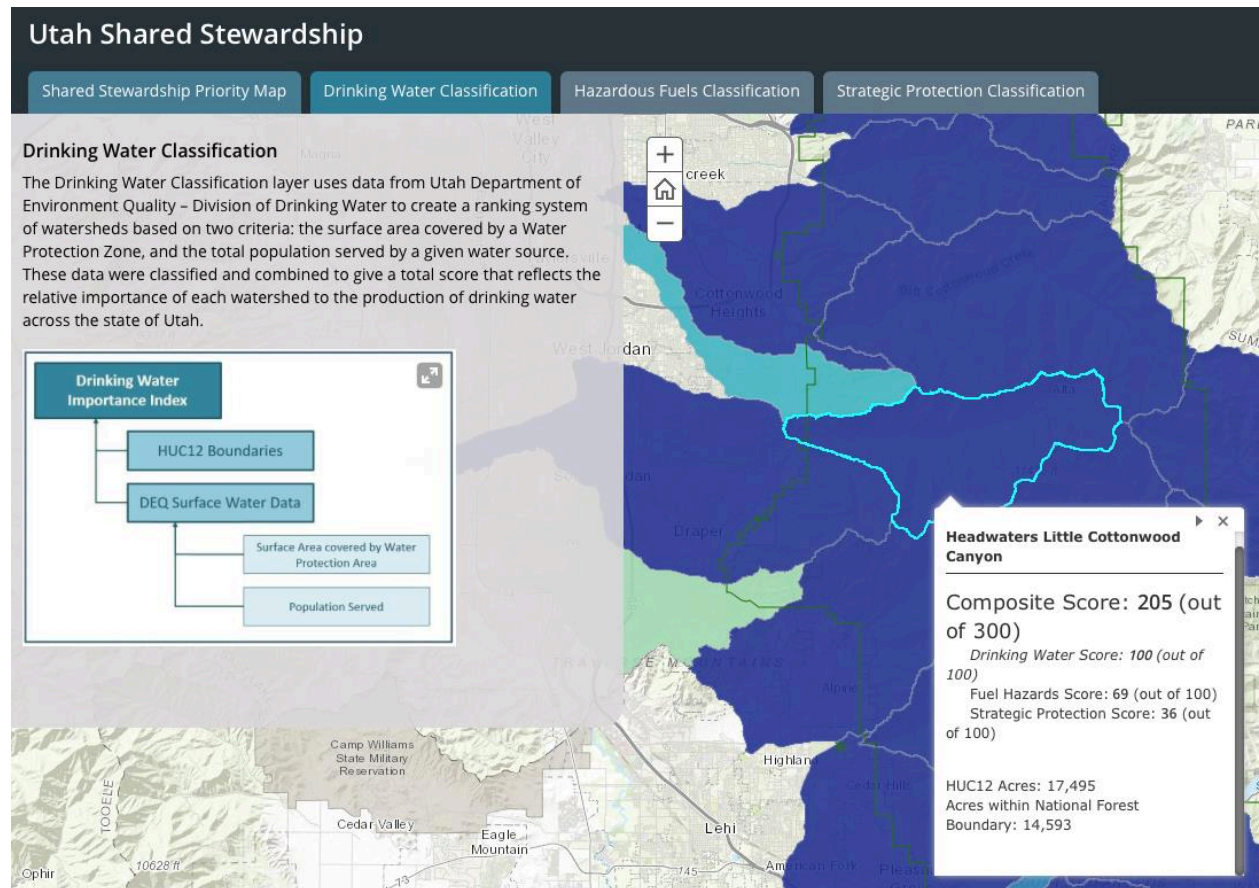 Utah Shared Stewardship
Shared Stewardship Priority Map
Drinking Water Classification
Hazardous Fuels Classification
Strategic Protection Classification
Drinking Water Classification
The Drinking Water Classification layer uses data from Utah Department of
Environment Quality – Division of Drinking Water to create a ranking system
of watersheds based on two criteria: the surface area covered by a Water
Protection Zone, and the total population served by a given water source.
These data were classified and combined to give a total score that reflects the
relative importance of each watershed to the production of drinking water
across the state of Utah.
Drinking Water
Importance Index
HUC12 Boundaries
DEQ Surface Water Data
Surface Area covered by Water
Protection Area
Population Served
West
Valley
City
Magna
creek
Cottonwood
Heights
Big Cottonwood Creek
West Jordan
Alta
Draper
Alpine
Highland
Cedar Hills
Lehi
American Fork
Camp Williams
State Military
Reservation
Cedar Valley
Eagle
Mountain
TOOELE
10628 ft
Ophir
145
73
PAR
SUM
Headwaters Little Cottonwood
Canyon
Composite Score: 205 (out
of 300)
Drinking Water Score: 100 (out of
100)
Fuel Hazards Score: 69 (out of 100)
Strategic Protection Score: 36 (out
of 100)
HUC12 Acres: 17,495
Acres within National Forest
Boundary: 14,593